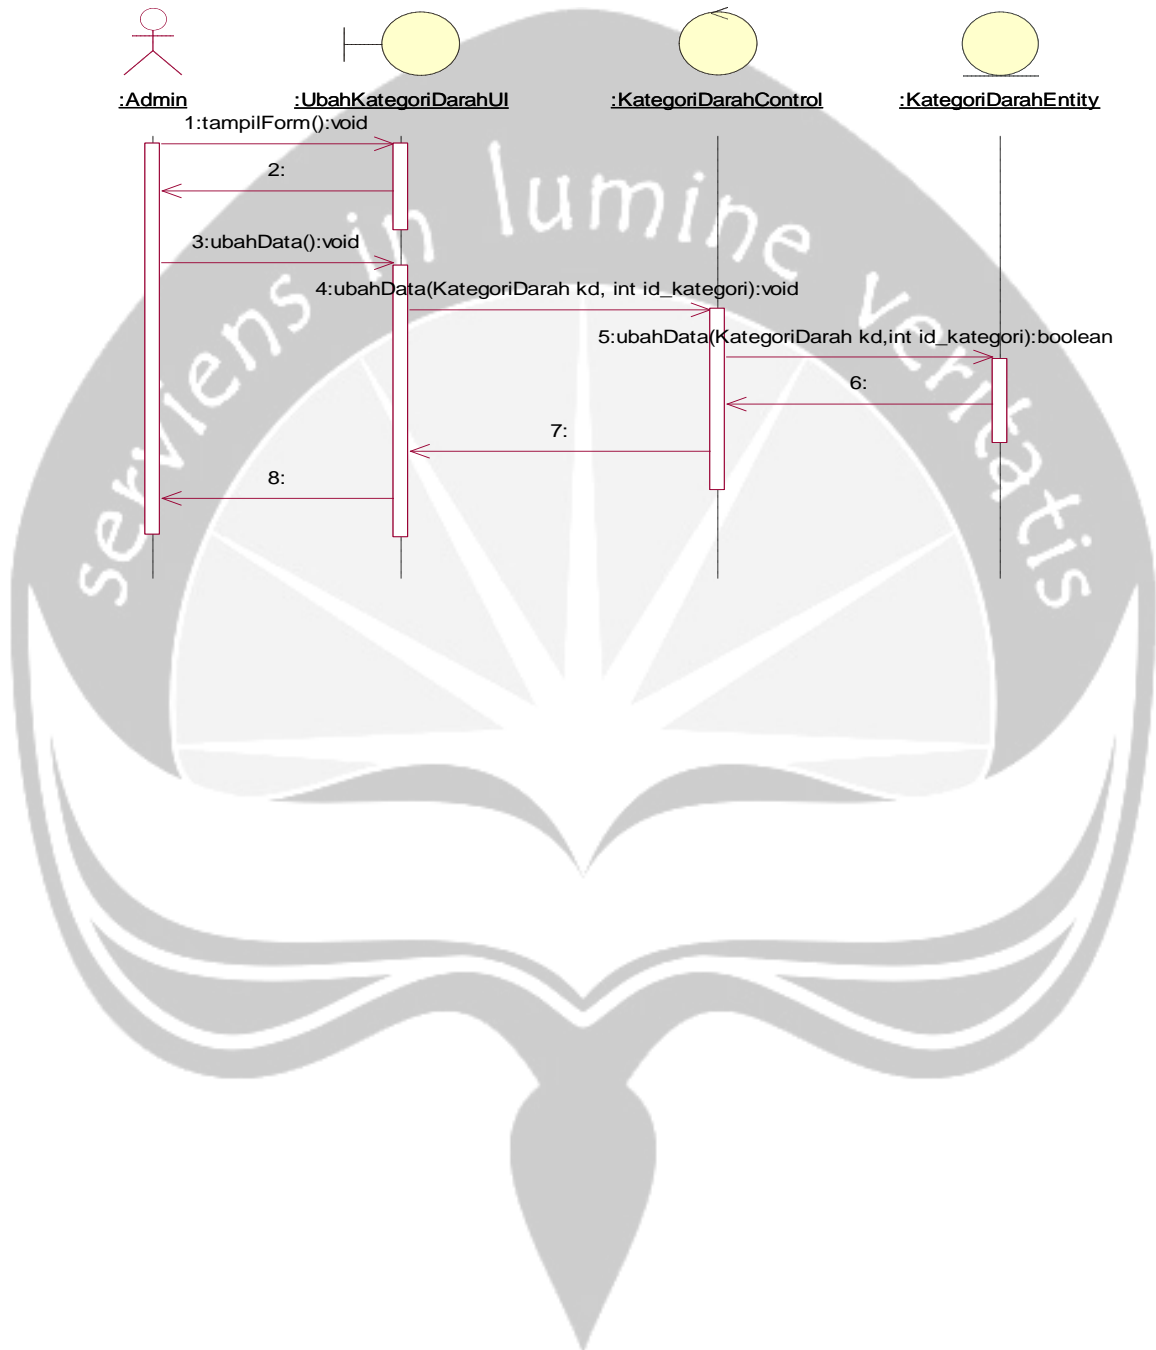 :Admin
:UbahKategoriDarahUI
:KategoriDarahControl
:KategoriDarahEntity
1:tampilForm():void
2:
3:ubahData():void
4:ubahData(KategoriDarah kd, int id_kategori):void
5:ubahData(KategoriDarah kd,int id_kategori):boolean
6:
7:
8:
serviens in lumine veritatis